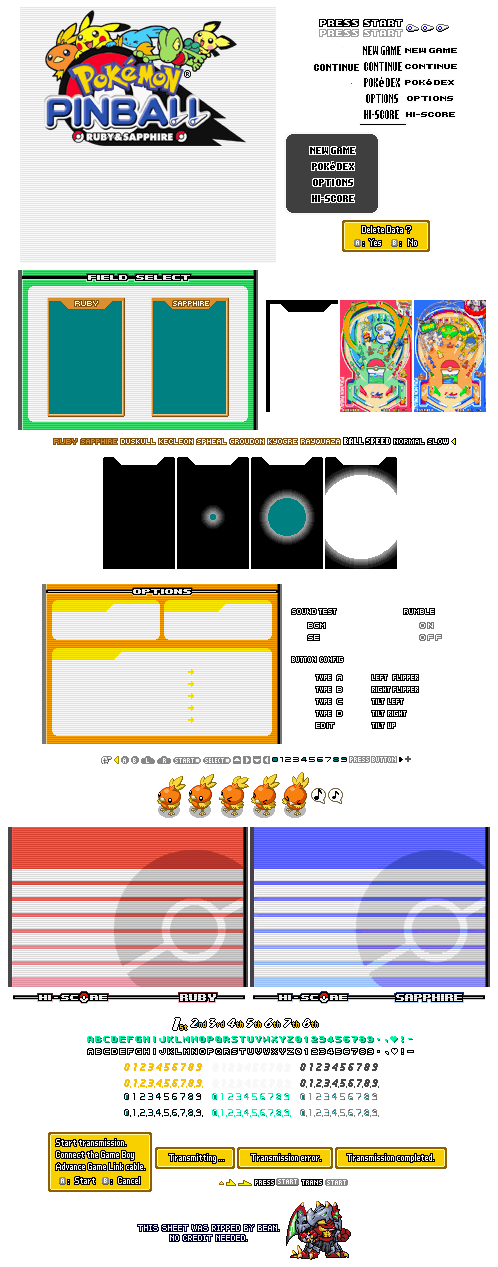 PRESS START
PRESS START
Pokémon®
PINBALL
RUBY & SAPPHIRE
NEW GAME NEW GAME
CONTINUE CONTINUE CONTINUE
POKéDEX POKéDEX
OPTIONS OPTIONS
HI-SCORE HI-SCORE
NEW GAME
POKéDEX
OPTIONS
HI-SCORE
Delete Data ?
A : Yes B : No
FIELD SELECT
RUBY SAPPHIRE
RUBY SAPPHIRE DUSKULL KECLEON SPHEAL GROUDON KYOGRE RAYQUAZA BALL SPEED NORMAL SLOW
OPTIONS
SOUND TEST RUMBLE
BGM ON
SE OFF
BUTTON CONFIG
TYPE A LEFT FLIPPER
TYPE B RIGHT FLIPPER
TYPE C TILT LEFT
TYPE D TILT RIGHT
EDIT TILT UP
A B L R START SELECT 0123456789 PRESS BUTTON
HI-SCORE RUBY HI-SCORE SAPPHIRE
1st 2nd 3rd 4th 5th 6th 7th 8th
ABCDEFGHIJKLMNOPQRSTUVWXYZ0123456789·,♥!-
ABCDEFGHIJKLMNOPQRSTUVWXYZ0123456789·,♥!-
0123456789 0123456789 0123456789
0,1,2,3,4,5,6,7,8,9, 0,1,2,3,4,5,6,7,8,9, 0,1,2,3,4,5,6,7,8,9,
0123456789 0123456789 0123456789
0,1,2,3,4,5,6,7,8,9, 0,1,2,3,4,5,6,7,8,9, 0,1,2,3,4,5,6,7,8,9,
Start transmission.
Connect the Game Boy
Advance Game Link cable.
A : Start B : Cancel
Transmitting ...
Transmission error.
Transmission completed.
PRESS START TRANS START
THIS SHEET WAS RIPPED BY BEAN.
NO CREDIT NEEDED.